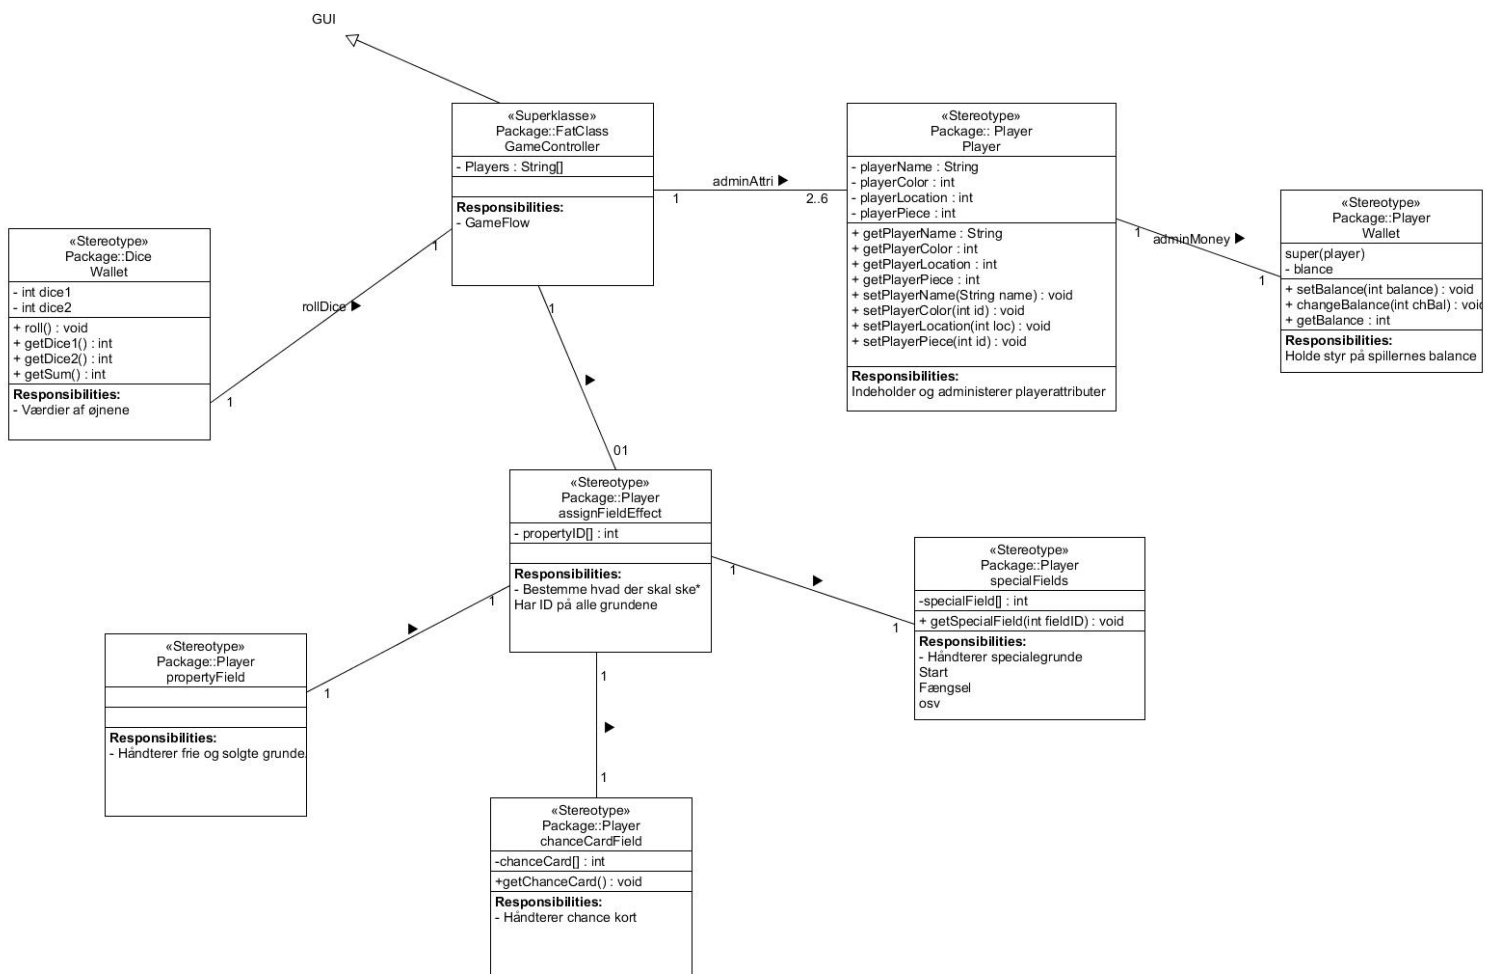 GUI
«Superklasse»
Package::FatClass
GameController
- Players : String[]
Responsibilities:
- GameFlow
adminAttri
1
2..6
«Stereotype»
Package:: Player
Player
- playerName : String
- playerColor : int
- playerLocation : int
- playerPiece : int
+ getPlayerName : String
+ getPlayerColor : int
+ getPlayerLocation : int
+ getPlayerPiece : int
+ setPlayerName(String name) : void
+ setPlayerColor(int id) : void
+ setPlayerLocation(int loc) : void
+ setPlayerPiece(int id) : void
Responsibilities:
Indeholder og administerer playerattributer
1
adminMoney
1
«Stereotype»
Package::Player
Wallet
super(player)
- blance
+ setBalance(int balance) : void
+ changeBalance(int chBal) : void
+ getBalance : int
Responsibilities:
Holde styr på spillernes balance
«Stereotype»
Package::Dice
Wallet
- int dice1
- int dice2
+ roll() : void
+ getDice1() : int
+ getDice2() : int
+ getSum() : int
Responsibilities:
- Værdier af øjnene
1
rollDice
1
1
01
«Stereotype»
Package::Player
assignFieldEffect
- propertyID[] : int
Responsibilities:
- Bestemme hvad der skal ske*
Har ID på alle grundene
1
1
«Stereotype»
Package::Player
specialFields
-specialField[] : int
+ getSpecialField(int fieldID) : void
Responsibilities:
- Håndterer specialegrunde
Start
Fængsel
osv
1
1
«Stereotype»
Package::Player
propertyField
Responsibilities:
- Håndterer frie og solgte grunde.
1
1
«Stereotype»
Package::Player
chanceCardField
-chanceCard[] : int
+getChanceCard() : void
Responsibilities:
- Håndterer chance kort